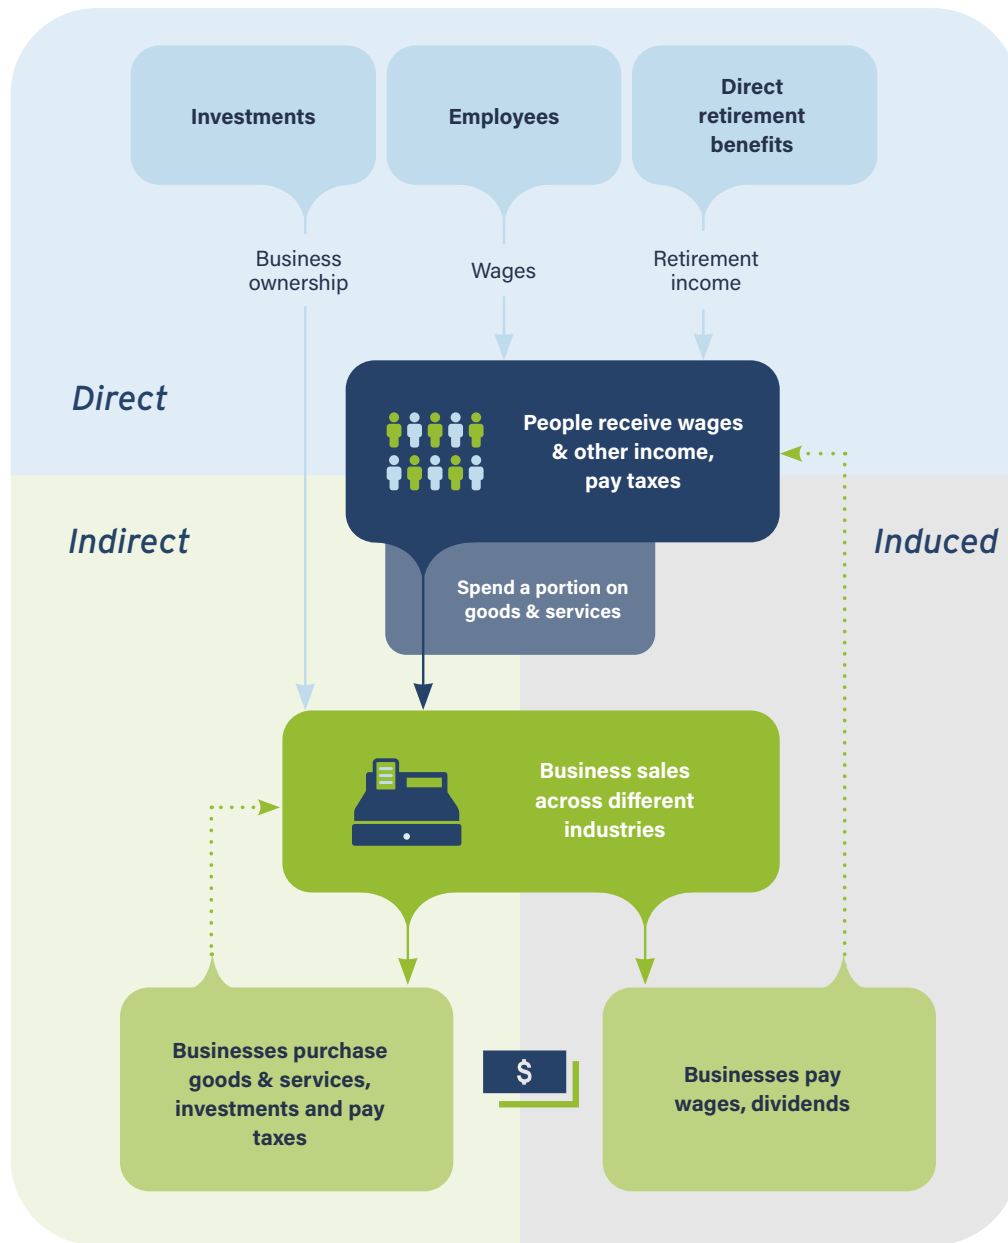 Investments
Employees
Direct
retirement
benefits
Business
ownership
Wages
Retirement
income
Direct
People receive wages
& other income,
pay taxes
Indirect
Induced
Spend a portion on
goods & services
Business sales
across different
industries
Businesses purchase
goods & services,
investments and pay
taxes
$
Businesses pay
wages, dividends